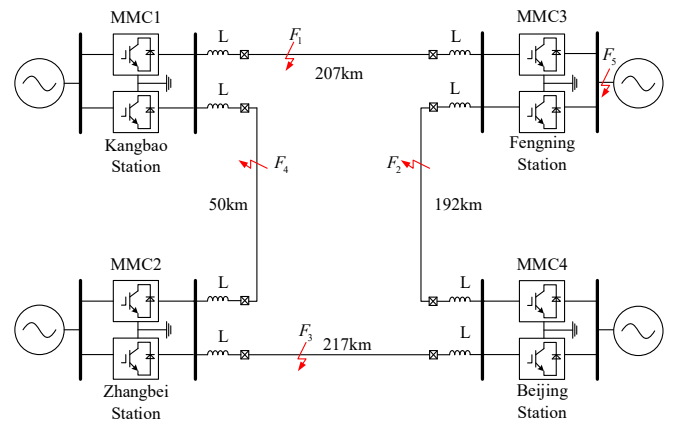 MMC1
MMC3
L
F1
L
F5
207km
L
L
Kangbao
Station
Fengning
Station
F4
F2
50km
192km
MMC2
MMC4
L
L
F3
L
217km
L
Zhangbei
Station
Beijing
Station